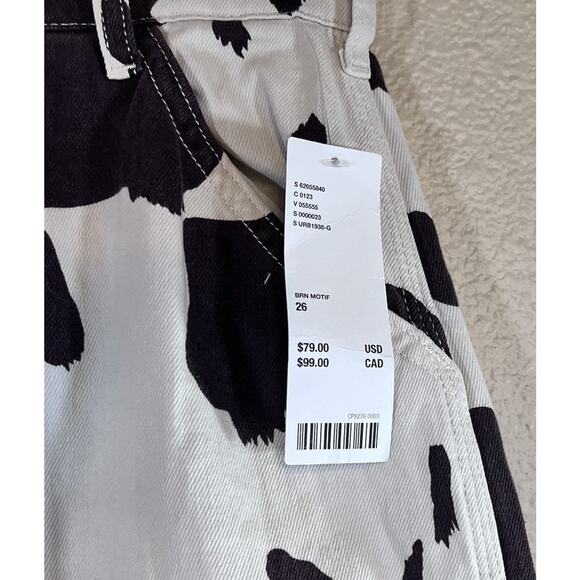 S 62655840
C 0123
V 055555
S 0000023
S URB1938-G
BRN MOTIF
26
$79.00 USD
$99.00 CAD
CP8276 0003